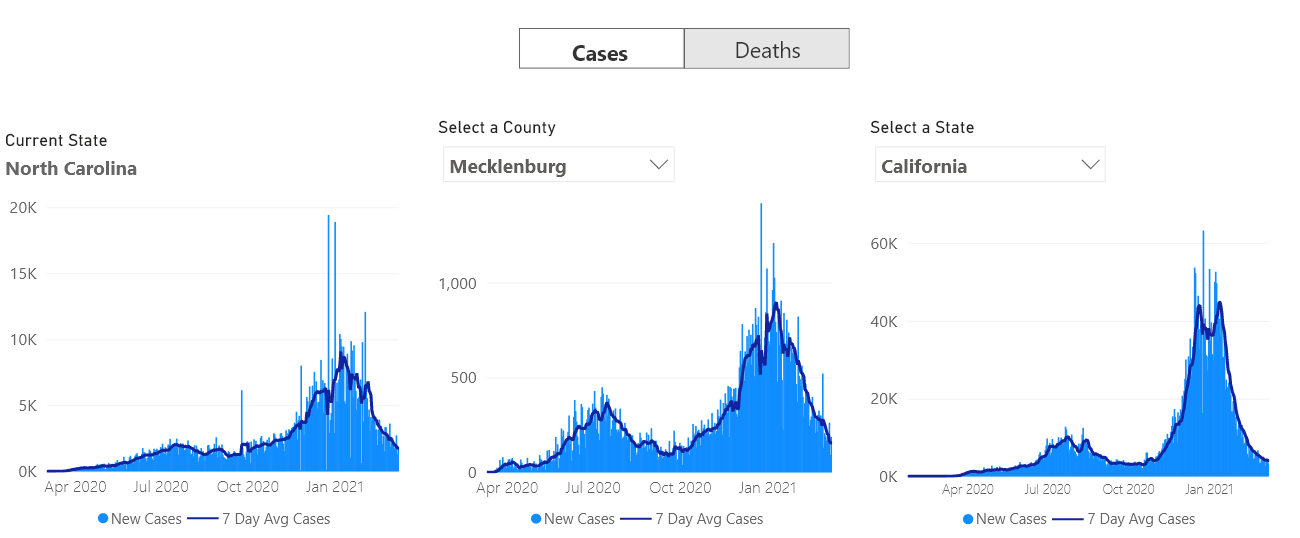 Cases
Deaths
Current State
North Carolina
20K
15K
10K
5K
0K
Apr 2020 Jul 2020 Oct 2020 Jan 2021
New Cases 7 Day Avg Cases
Select a County
Mecklenburg
1,000
500
0
Apr 2020 Jul 2020 Oct 2020 Jan 2021
New Cases 7 Day Avg Cases
Select a State
California
60K
40K
20K
0K
Apr 2020 Jul 2020 Oct 2020 Jan 2021
New Cases 7 Day Avg Cases